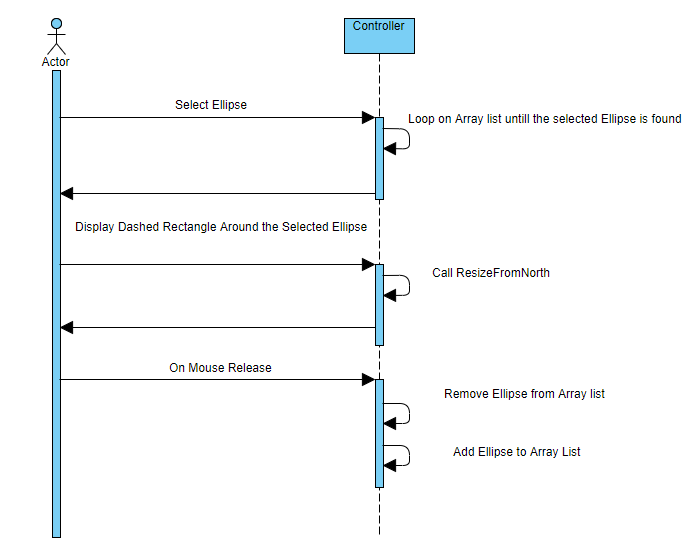 Controller
Actor
Select Ellipse
Loop on Array list untill the selected Ellipse is found
Display Dashed Rectangle Around the Selected Ellipse
Call ResizeFromNorth
On Mouse Release
Remove Ellipse from Array list
Add Ellipse to Array List